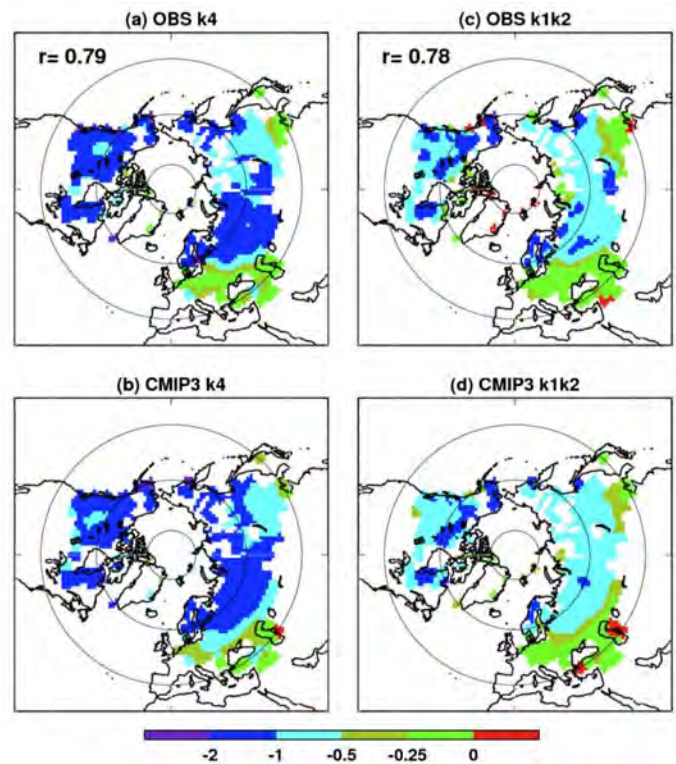 (a) OBS k4
(c) OBS k1k2
r= 0.79
r= 0.78
(b) CMIP3 k4
(d) CMIP3 k1k2
-2 -1 -0.5 -0.25 0